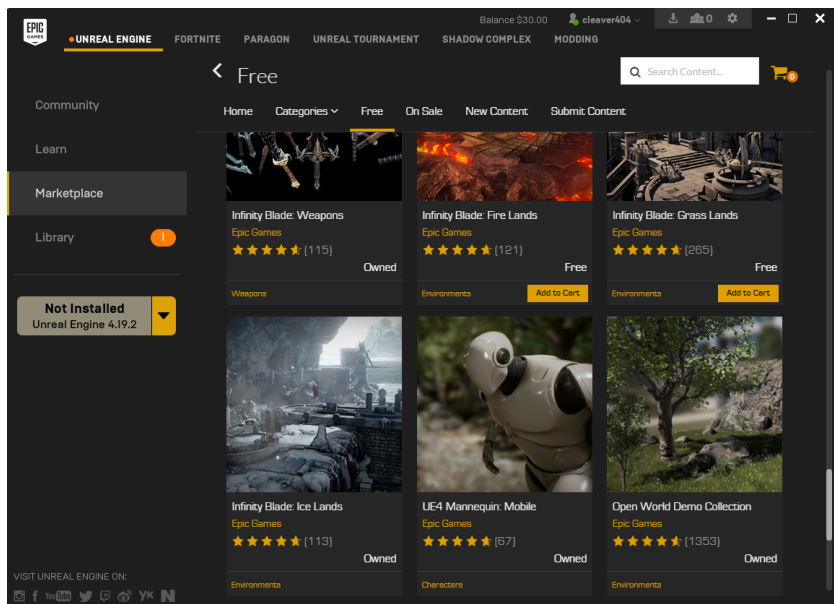 EPIC
GAMES
Balance $30.00
cleaver404
0
UNREAL ENGINE
FORTNITE
PARAGON
UNREAL TOURNAMENT
SHADOW COMPLEX
MODDING
Free
Search Content...
0
Community
Learn
Marketplace
Library
1
Not Installed
Unreal Engine 4.19.2
Home
Categories
Free
On Sale
New Content
Submit Content
Infinity Blade: Weapons
Epic Games
(115)
Owned
Weapons
Infinity Blade: Fire Lands
Epic Games
(121)
Free
Environments
Add to Cart
Infinity Blade: Grass Lands
Epic Games
(265)
Free
Environments
Add to Cart
Infinity Blade: Ice Lands
Epic Games
(113)
Owned
Environments
UE4 Mannequin: Mobile
Epic Games
(67)
Owned
Characters
Open World Demo Collection
Epic Games
(1353)
Owned
Environments
VISIT UNREAL ENGINE ON:
You Tube